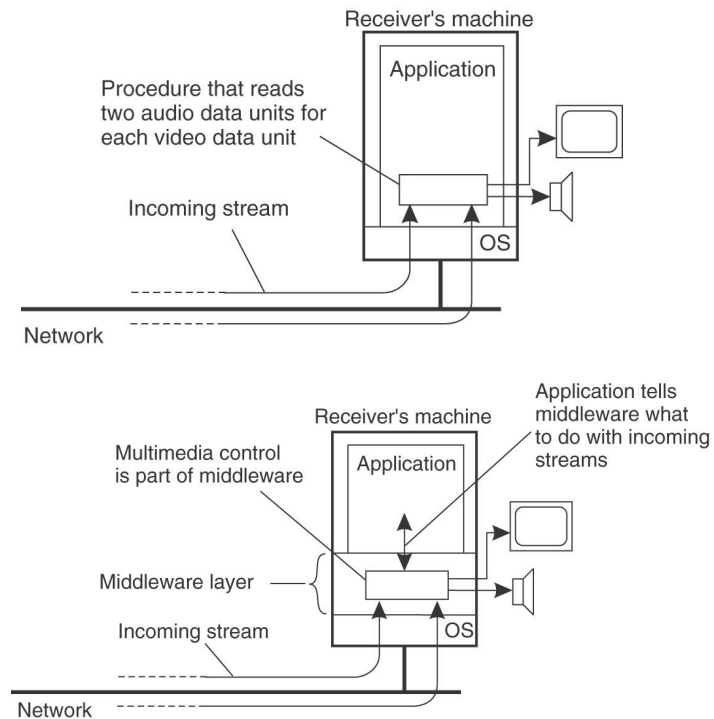 Receiver's machine
Application
Procedure that reads
two audio data units for
each video data unit
Incoming stream
OS
Network
Application tells
middleware what
to do with incoming
streams
Receiver's machine
Multimedia control
is part of middleware
Application
Middleware layer
Incoming stream
OS
Network